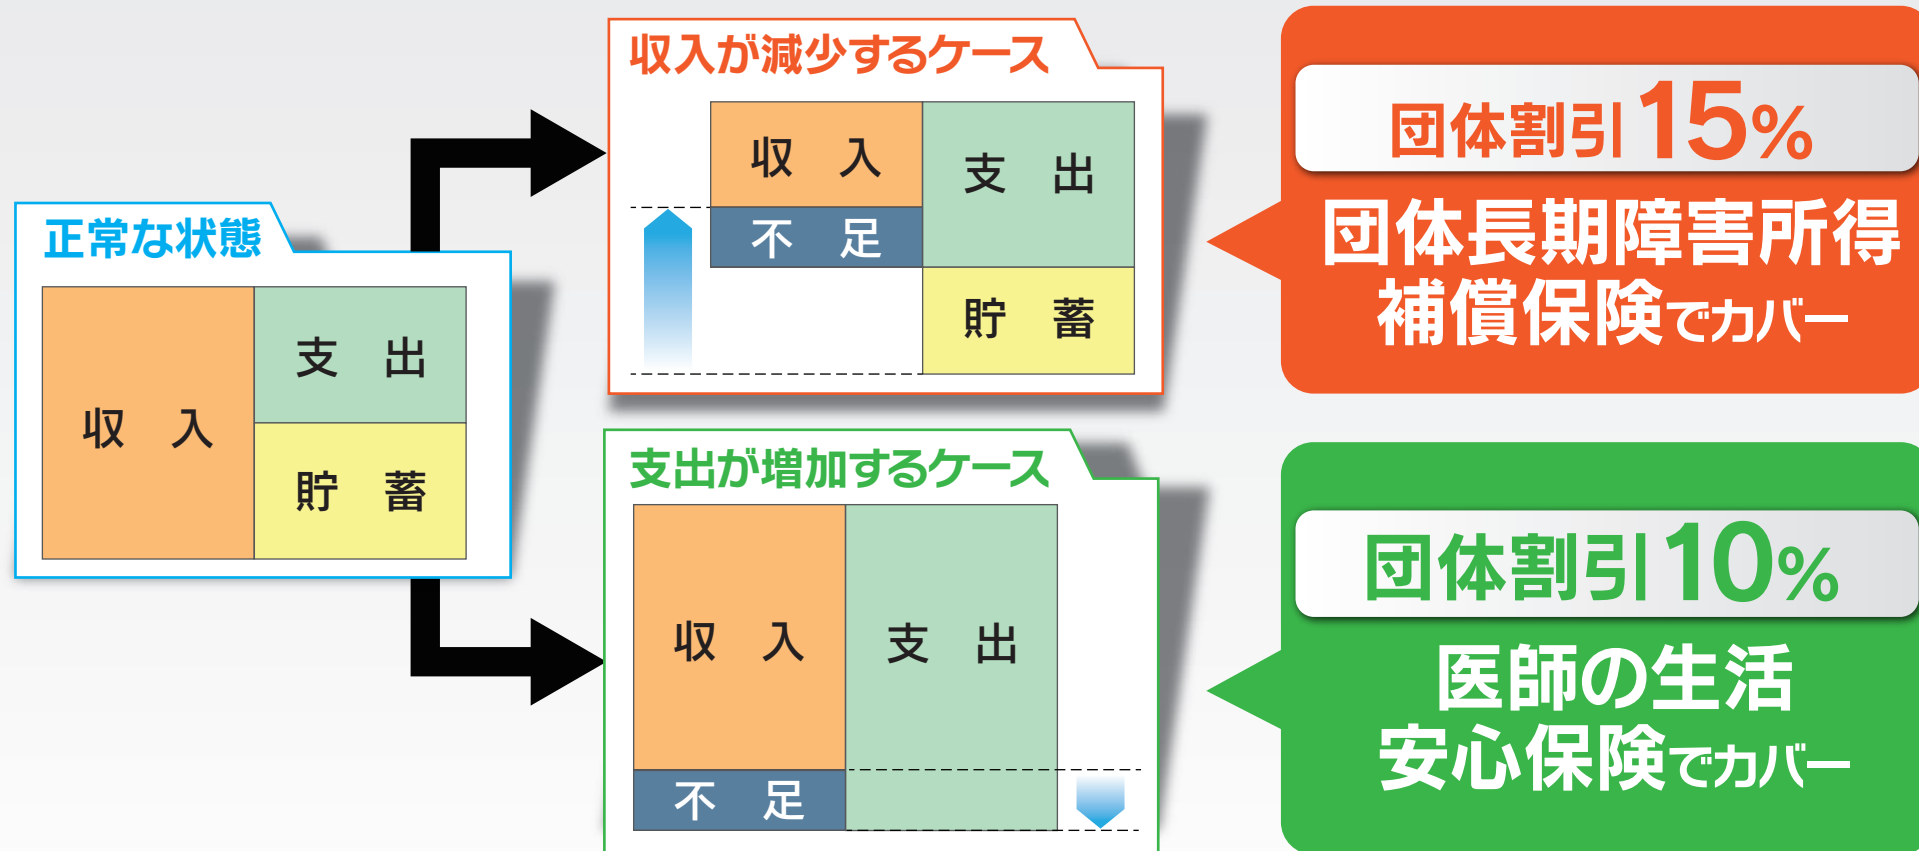 正常な状態
収入
支出
貯蓄
収入が減少するケース
収入
支出
不足
貯蓄
団体割引15%
団体長期障害所得
補償保険でカバー
支出が増加するケース
収入
支出
不足
団体割引10%
医師の生活
安心保険でカバー